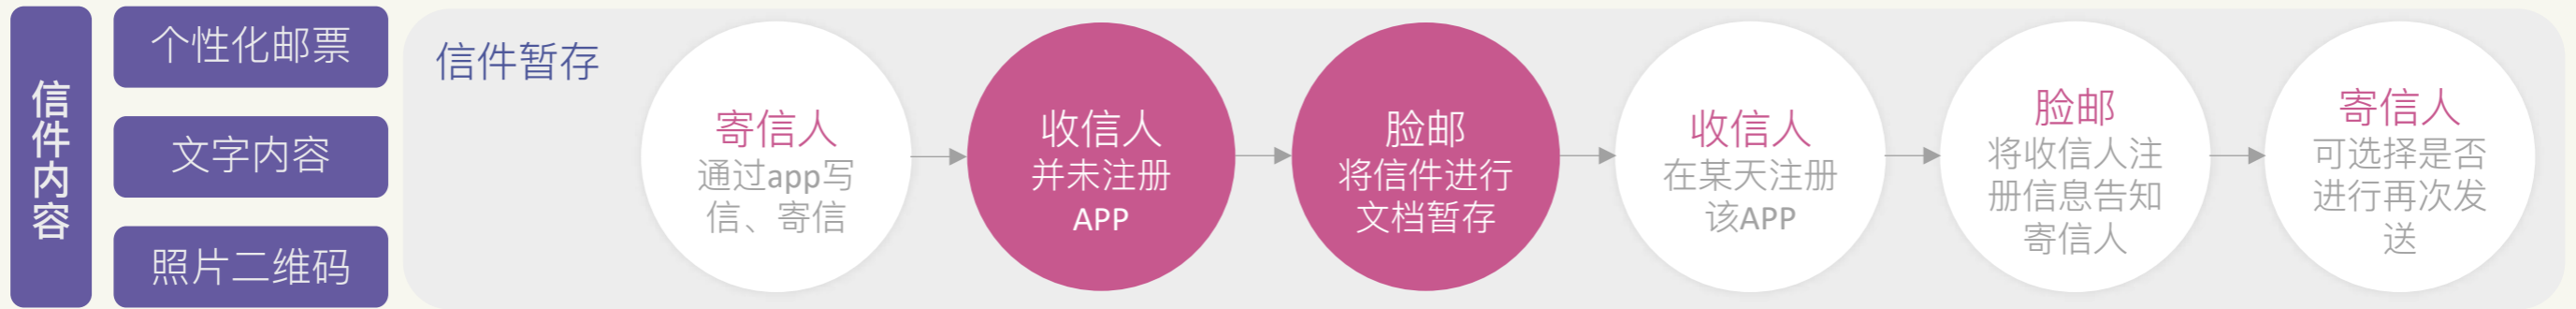 信件内容
个性化邮票
文字内容
照片二维码
信件暂存
寄信人
通过app写
信、寄信
收信人
并未注册
APP
脸邮
将信件进行
文档暂存
收信人
在某天注册
该APP
脸邮
将收信人注
册信息告知
寄信人
寄信人
可选择是否
进行再次发
送